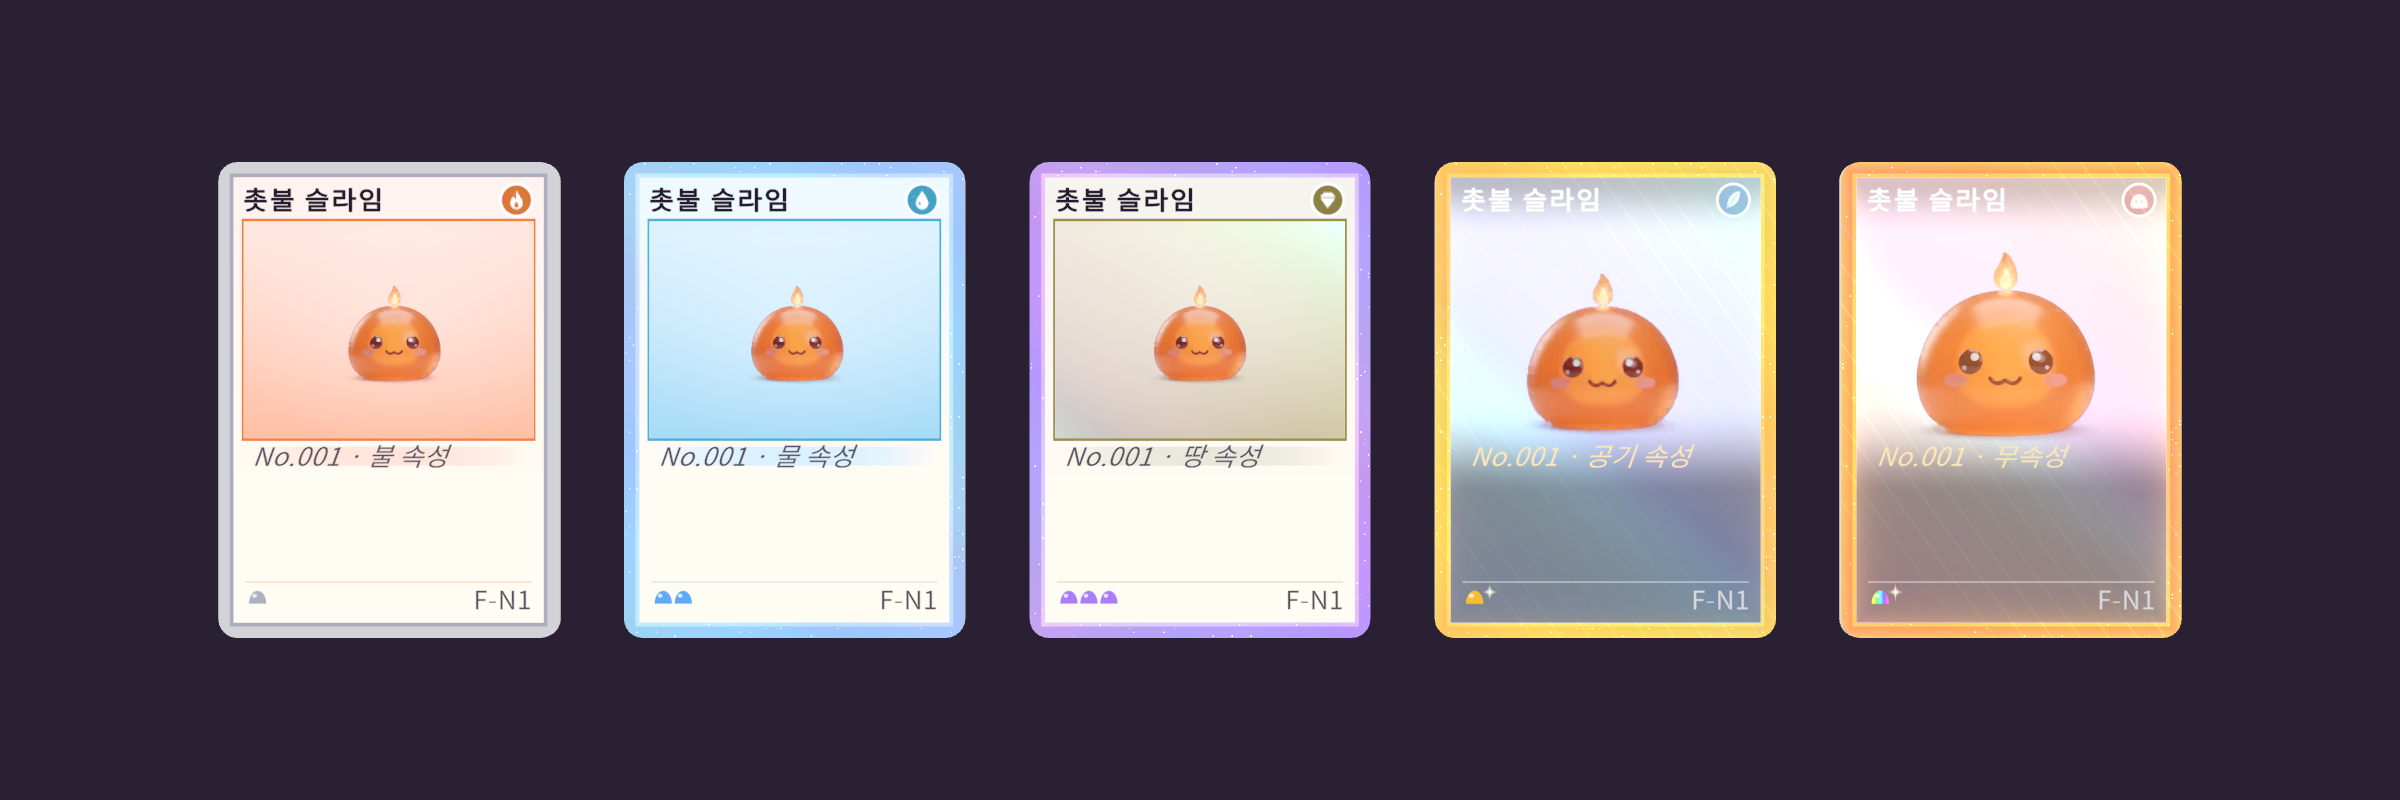 촛불 슬라임
No.001 · 불 속성
F-N1
촛불 슬라임
No.001 · 물 속성
F-N1
촛불 슬라임
No.001 · 땅 속성
F-N1
촛불 슬라임
No.001 · 공기 속성
F-N1
촛불 슬라임
No.001 · 무속성
F-N1